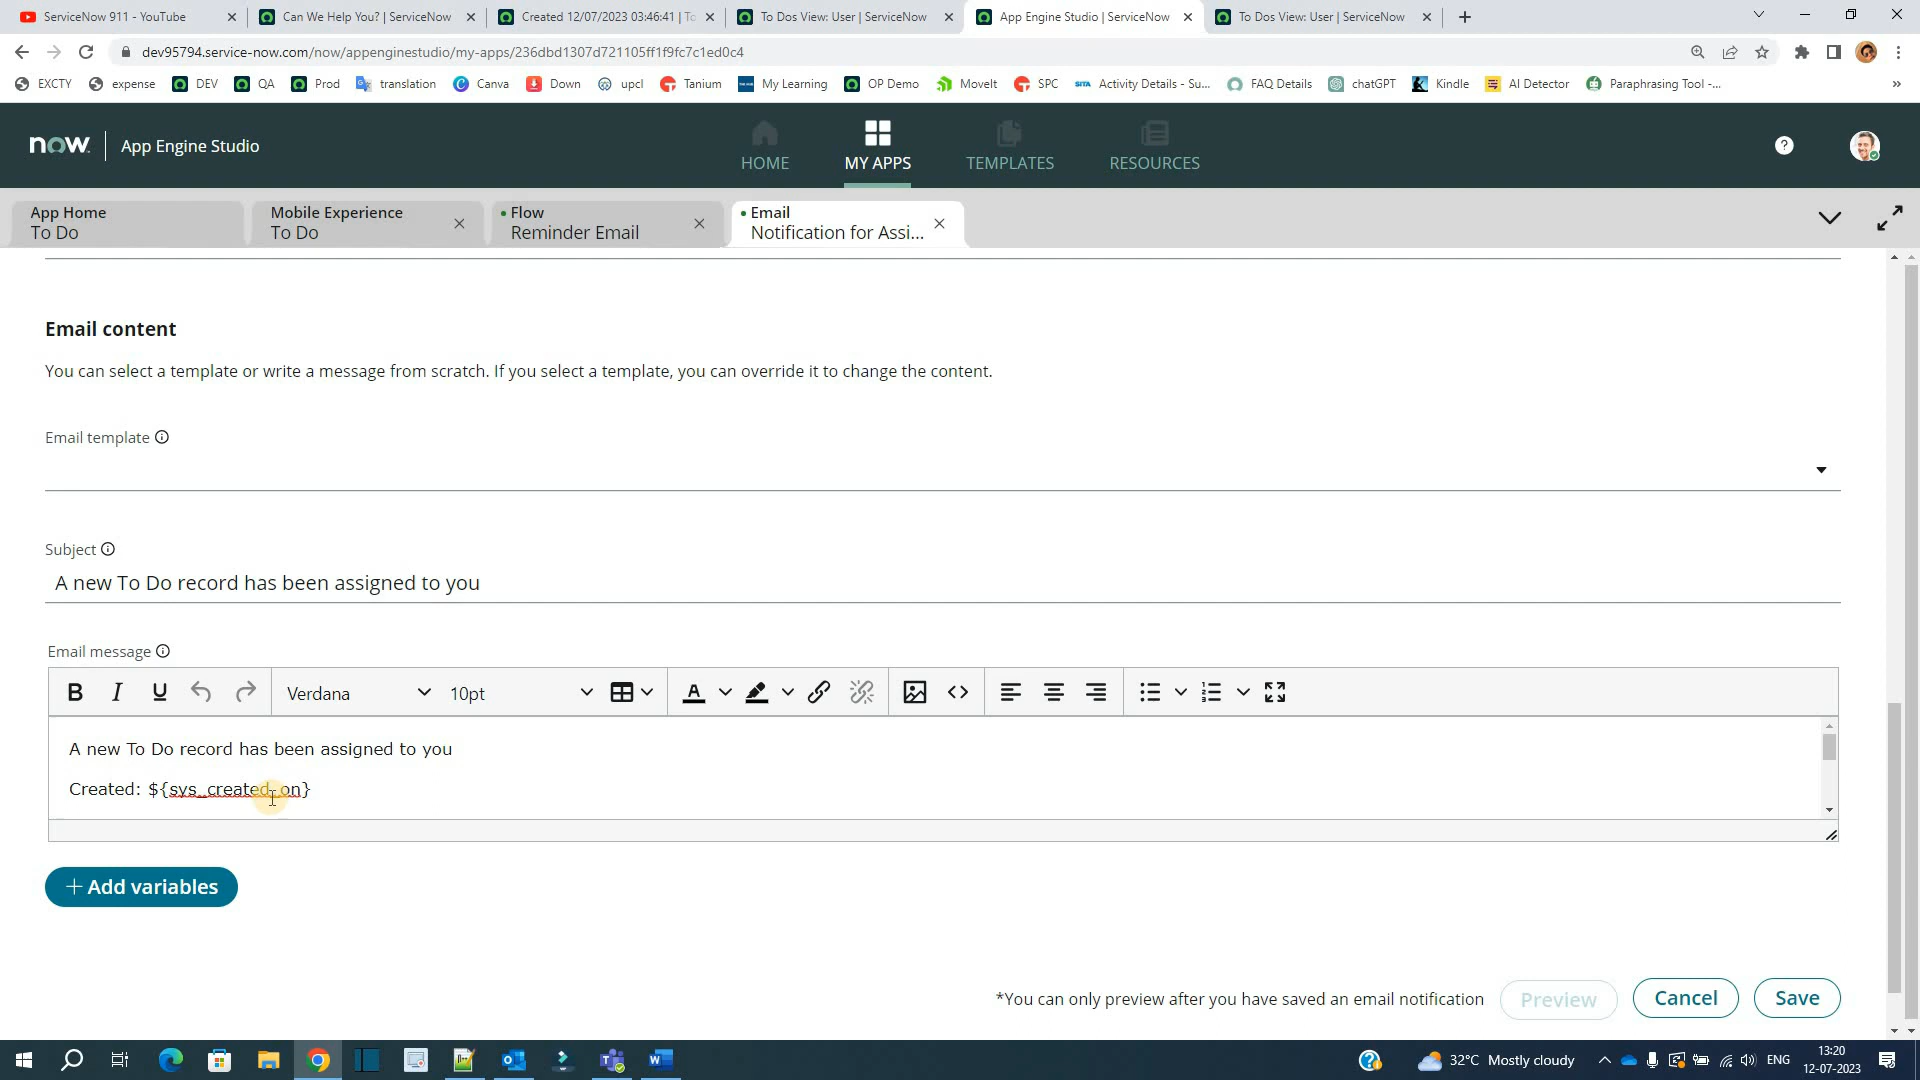 ServiceNow 911 - YouTube
Can We Help You? | ServiceNow
Created 12/07/2023 03:46:41 | To
To Dos View: User | ServiceNow
App Engine Studio | ServiceNow
To Dos View: User | ServiceNow
dev95794.service-now.com/now/appenginestudio/my-apps/236dbd1307d721105ff1f9fc7c1ed0c4
EXCTY
expense
DEV
QA
Prod
translation
Canva
Down
upcl
Tanium
My Learning
OP Demo
MoveIt
SPC
Activity Details - Su...
FAQ Details
chatGPT
Kindle
AI Detector
Paraphrasing Tool -...
»
now.
App Engine Studio
HOME
MY APPS
TEMPLATES
RESOURCES
App Home
To Do
Mobile Experience
To Do
Flow
Reminder Email
Email
Notification for Assi...
Email content
You can select a template or write a message from scratch. If you select a template, you can override it to change the content.
Email template
Subject
A new To Do record has been assigned to you
Email message
B I U
Verdana
10pt
A new To Do record has been assigned to you
Created: ${sys_created_on}
+ Add variables
*You can only preview after you have saved an email notification
Preview
Cancel
Save
32°C Mostly cloudy
ENG
13:20
12-07-2023